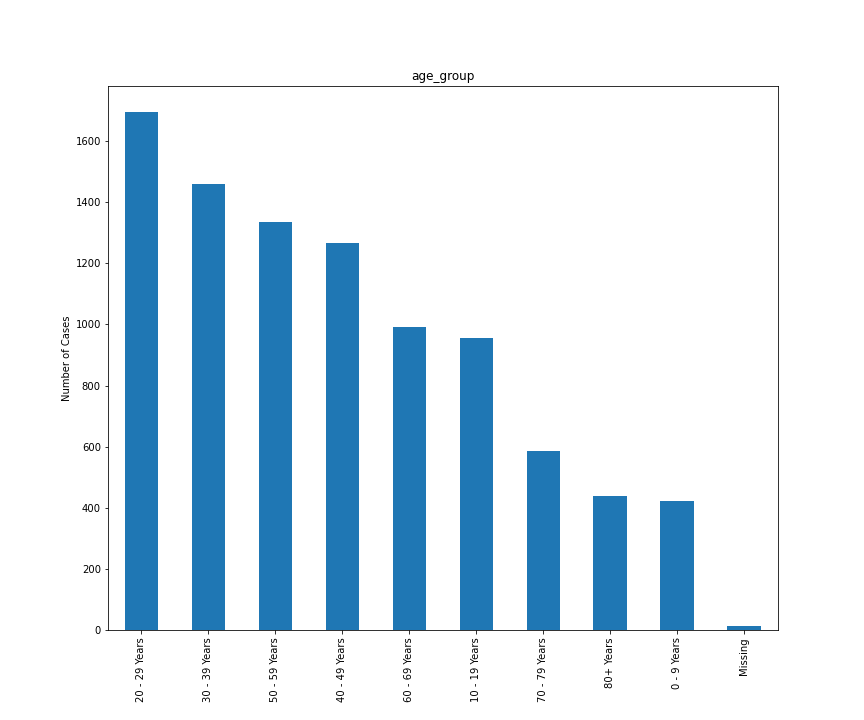 age_group
Number of Cases
1600
1400
1200
1000
800
600
400
200
0
20 - 29 Years
30 - 39 Years
50 - 59 Years
40 - 49 Years
60 - 69 Years
10 - 19 Years
70 - 79 Years
80+ Years
0 - 9 Years
Missing